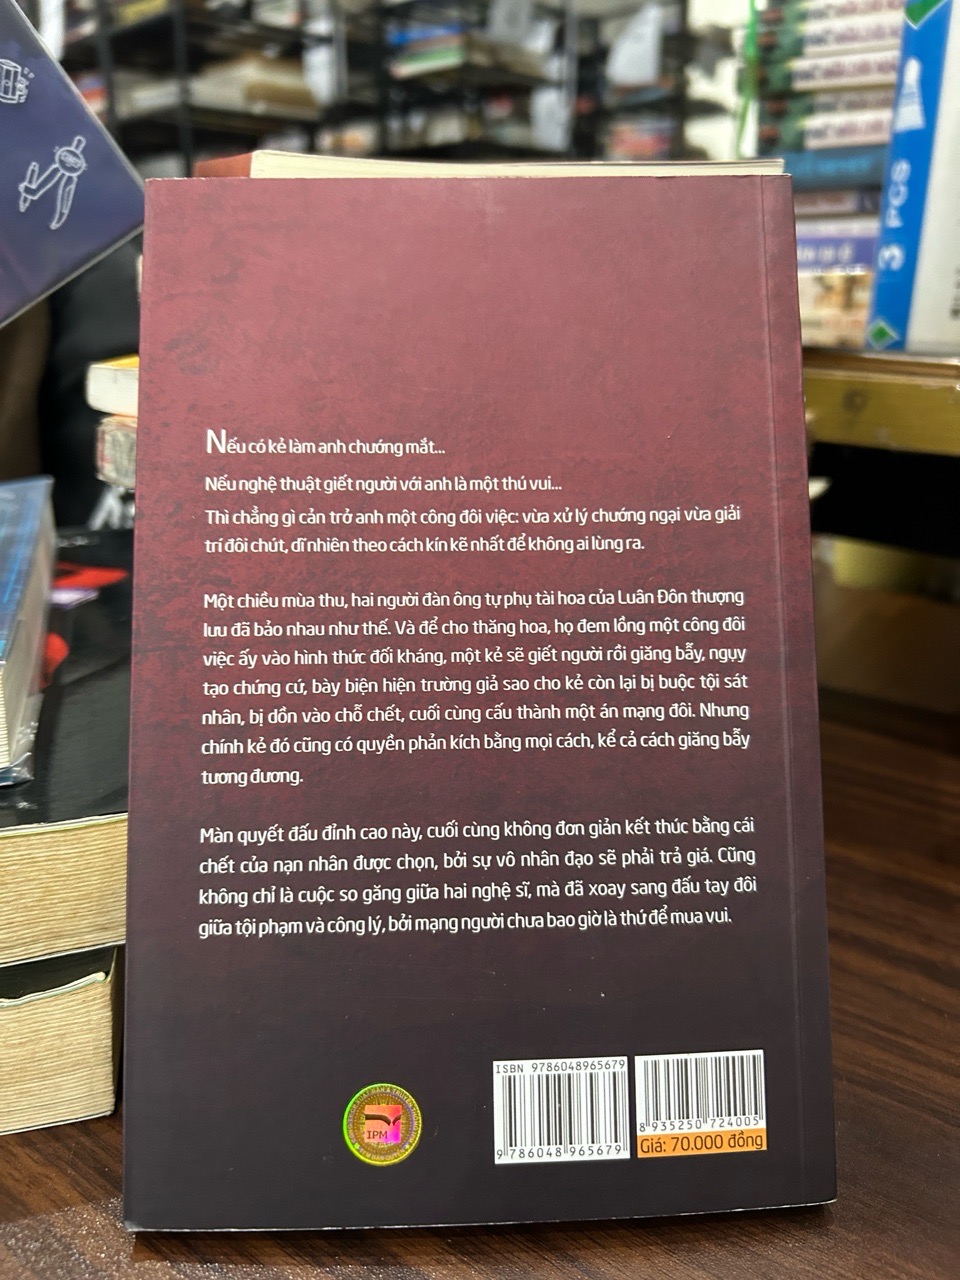 Nếu có kẻ làm anh chướng mắt...
Nếu nghệ thuật giết người với anh là một thú vui...
Thì chẳng gì cản trở anh một công đôi việc: vừa xử lý chướng ngại vừa giải
trí đôi chút, dĩ nhiên theo cách kín kẽ nhất để không ai lùng ra.
Một chiều mùa thu, hai người đàn ông tự phụ tài hoa của Luân Đôn thượng
lưu đã bảo nhau như thế. Và để cho thăng hoa, họ đem lồng một công đôi
việc ấy vào hình thức đối kháng, một kẻ sẽ giết người rồi giăng bẫy, ngụy
tạo chứng cứ, bày biện hiện trường giả sao cho kẻ còn lại bị buộc tội sát
nhân, bị dồn vào chỗ chết, cuối cùng cấu thành một án mạng đôi. Nhưng
chính kẻ đó cũng có quyền phản kích bằng mọi cách, kể cả cách giăng bẫy
tương đương.
Màn quyết đấu đỉnh cao này, cuối cùng không đơn giản kết thúc bằng cái
chết của nạn nhân được chọn, bởi sự vô nhân đạo sẽ phải trả giá. Cũng
không chỉ là cuộc so găng giữa hai nghệ sĩ, mà đã xoay sang đấu tay đôi
giữa tội phạm và công lý, bởi mạng người chưa bao giờ là thứ để mua vui.
IPM
ISBN 9786048965679
9 786048 965679
8 935250 724005
Giá: 70.000 đồng
3 PCS